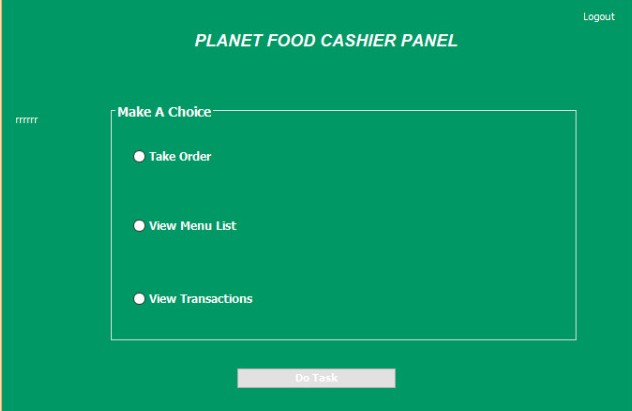 Logout
PLANET FOOD CASHIER PANEL
rrrrrr
Make A Choice
Take Order
View Menu List
View Transactions
Do Task